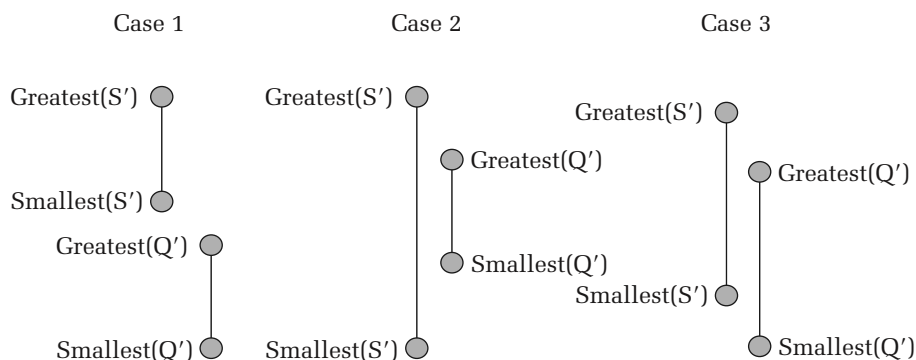 Case 1
Case 2
Case 3
Greatest(S′)
Smallest(S′)
Greatest(Q′)
Smallest(Q′)
Greatest(S′)
Greatest(Q′)
Smallest(Q′)
Smallest(S′)
Greatest(S′)
Greatest(Q′)
Smallest(S′)
Smallest(Q′)